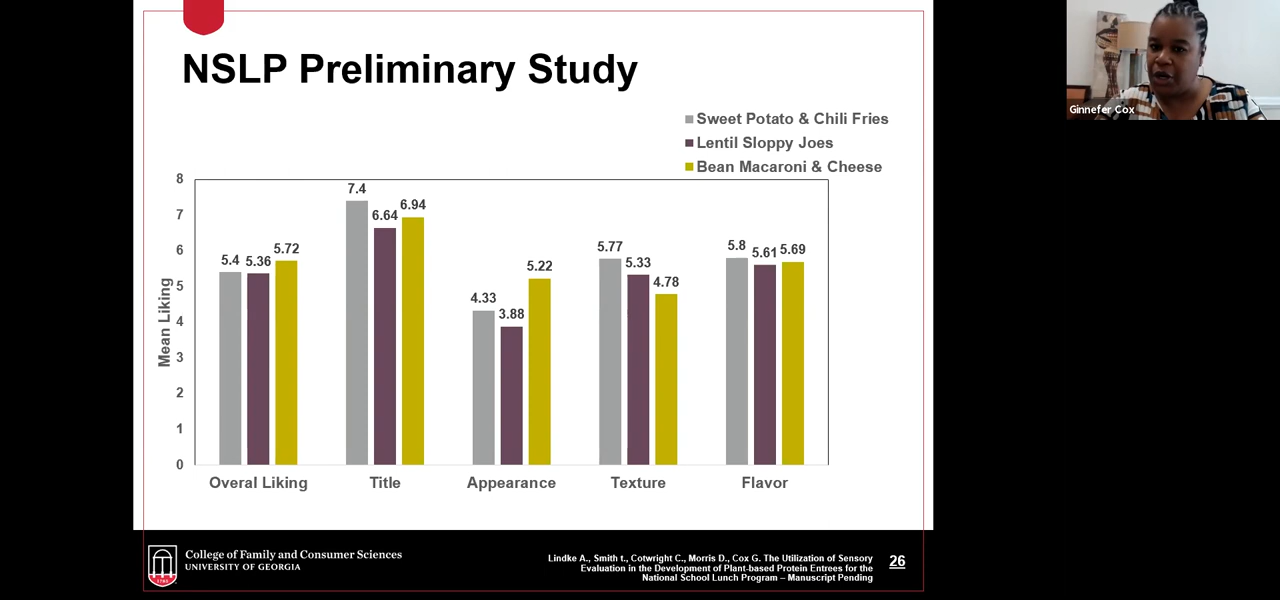 NSLP Preliminary Study
Ginnefer Cox
Sweet Potato & Chili Fries
Lentil Sloppy Joes
Bean Macaroni & Cheese
Mean Liking
8
7
6
5
4
3
2
1
0
5.4 5.36 5.72
7.4 6.64 6.94
4.33 3.88 5.22
5.77 5.33 4.78
5.8 5.61 5.69
Overal Liking Title Appearance Texture Flavor
1785
College of Family and Consumer Sciences
UNIVERSITY OF GEORGIA
Lindke A., Smith t., Cotwright C., Morris D., Cox G. The Utilization of Sensory
Evaluation in the Development of Plant-based Protein Entrees for the
National School Lunch Program – Manuscript Pending
26